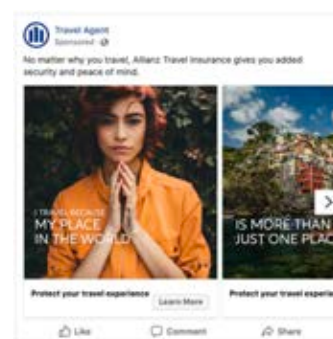 Travel Agent
Sponsored
No matter why you travel, Allianz Travel Insurance gives you added
security and peace of mind.
I TRAVEL BECAUSE
MY PLACE
IN THE WORLD
IS MORE THAN
JUST ONE PLAC
Protect your travel experience
Learn More
Protect your travel experie
Like
Comment
Share